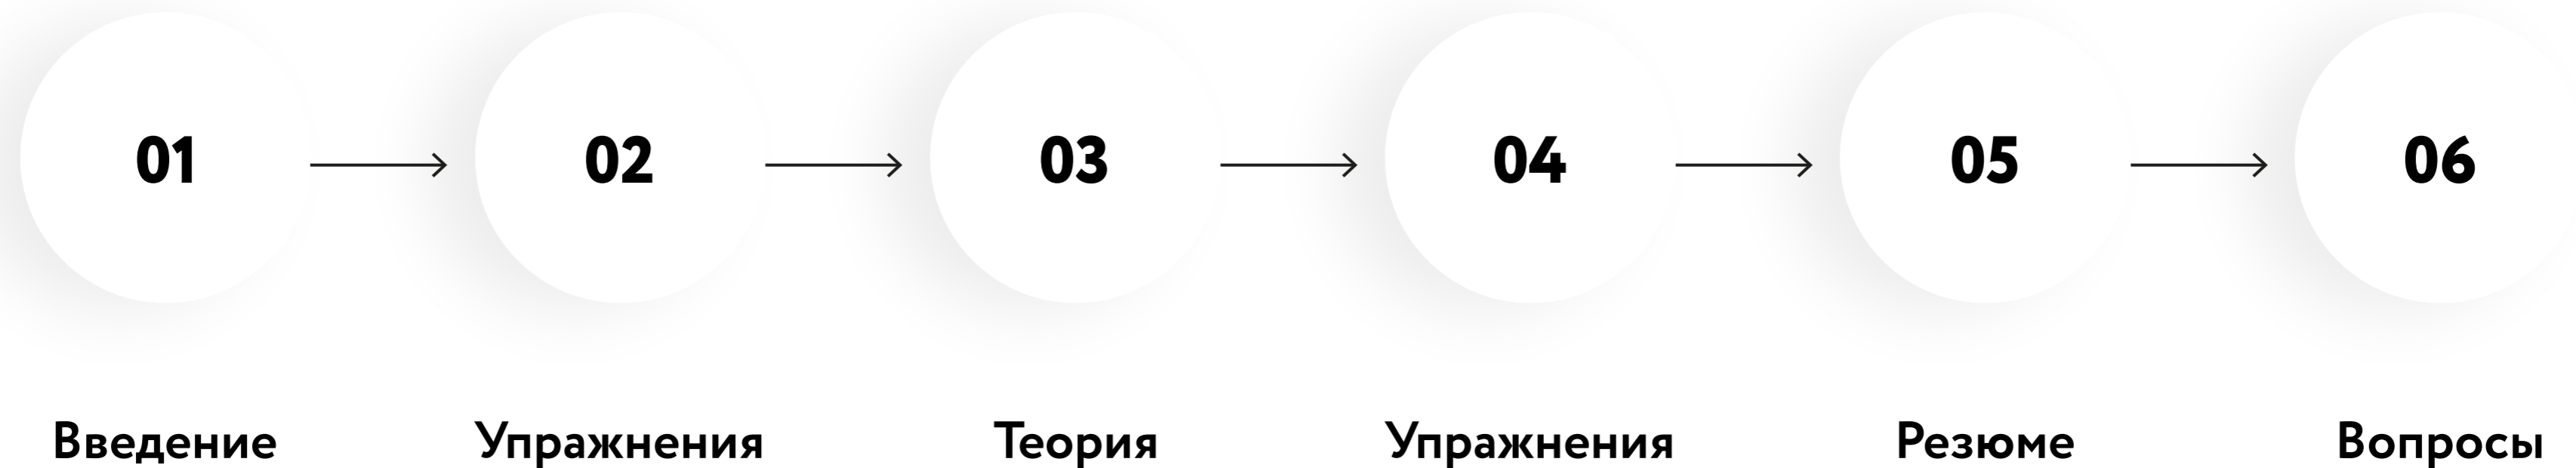 01 02 03 04 05 06
Введение Упражнения Теория Упражнения Резюме Вопросы